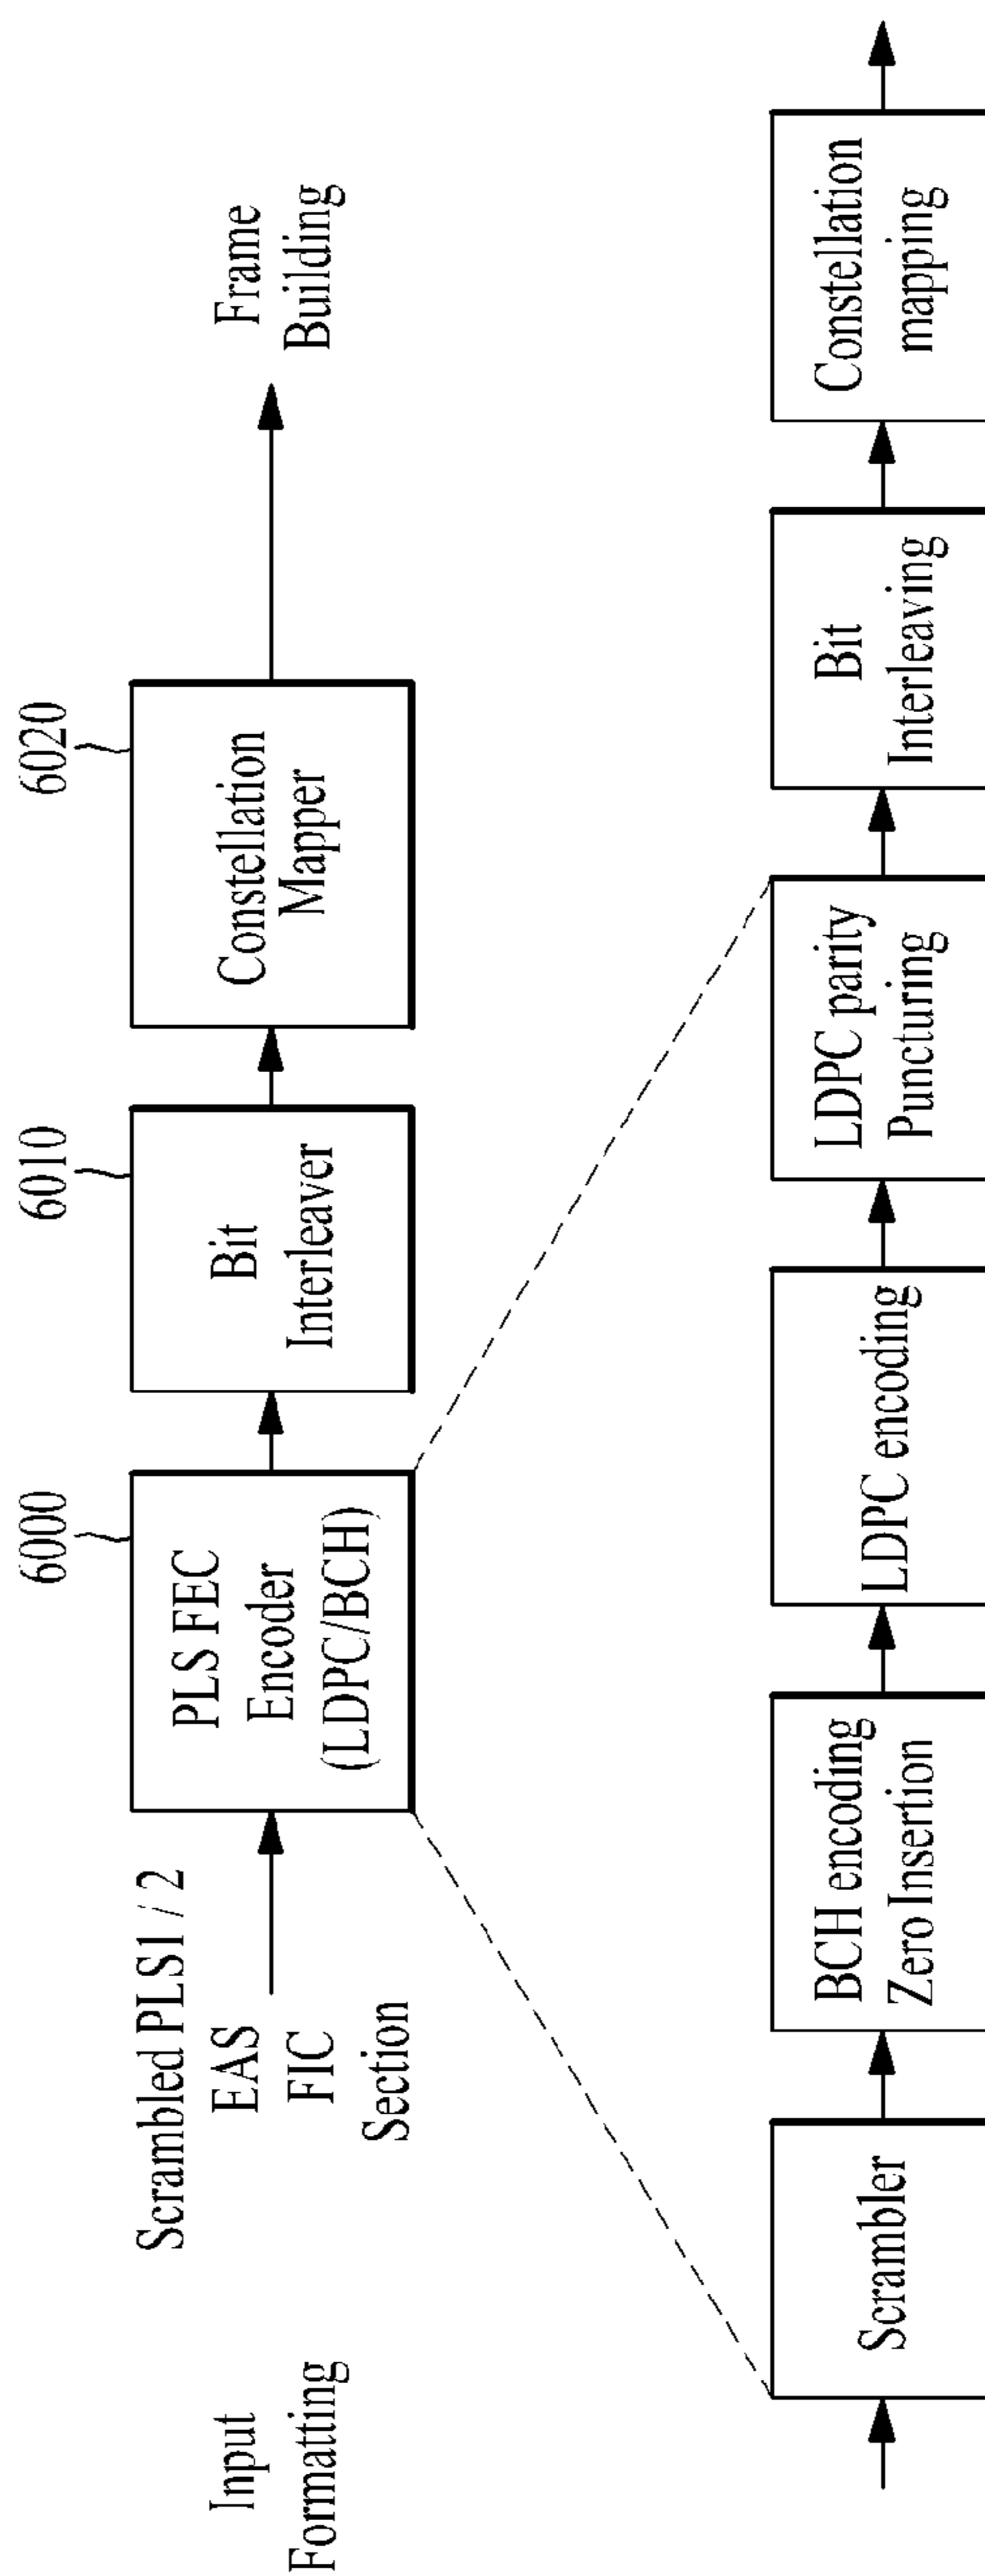 Input
Formatting
Scrambled PLS1 / 2
EAS
FIC
Section
6000
PLS FEC
Encoder
(LDPC/BCH)
6010
Bit
Interleaver
6020
Constellation
Mapper
Frame
Building
Scrambler
BCH encoding
Zero Insertion
LDPC encoding
LDPC parity
Puncturing
Bit
Interleaving
Constellation
mapping